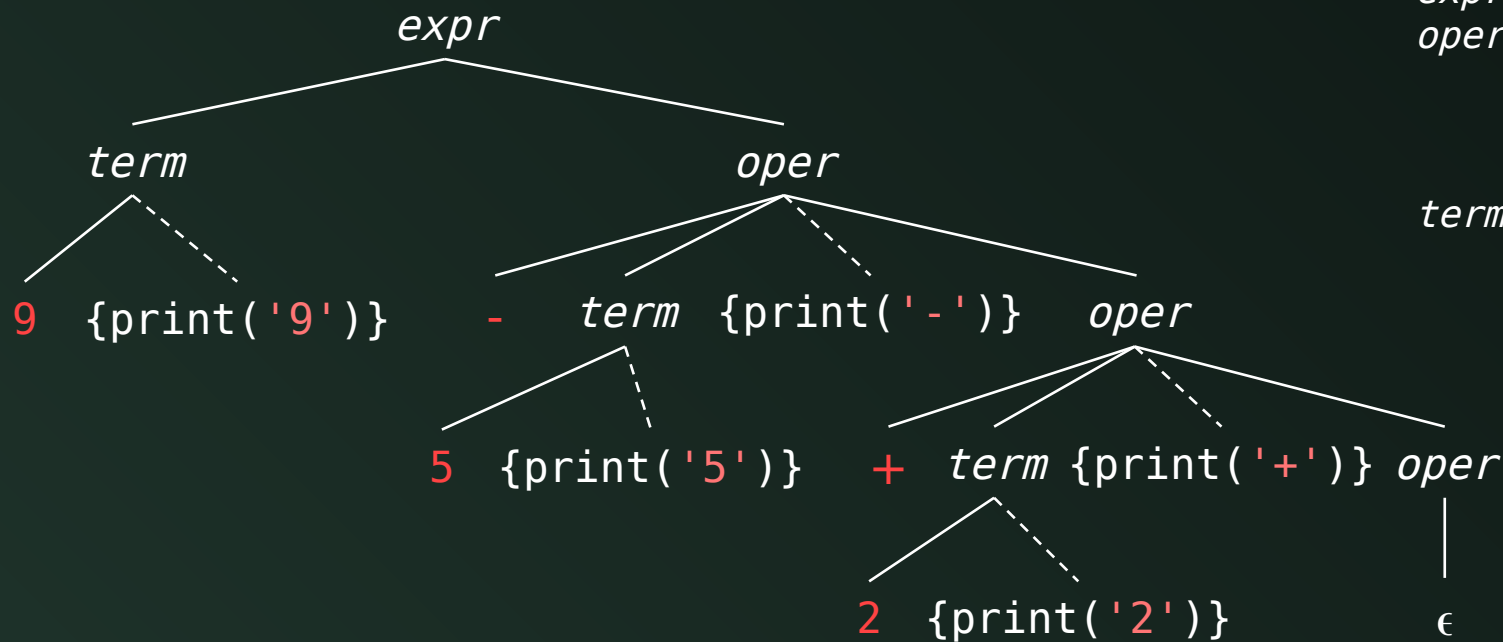 expr
oper
term
oper
term
9 {print('9')} - term {print('-')} oper
5 {print('5')} + term {print('+')} oper
2 {print('2')} ϵ